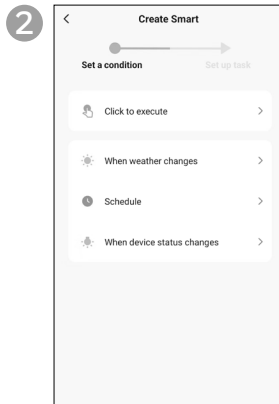 2
Create Smart
Set a condition Set up task
Click to execute
When weather changes
Schedule
When device status changes